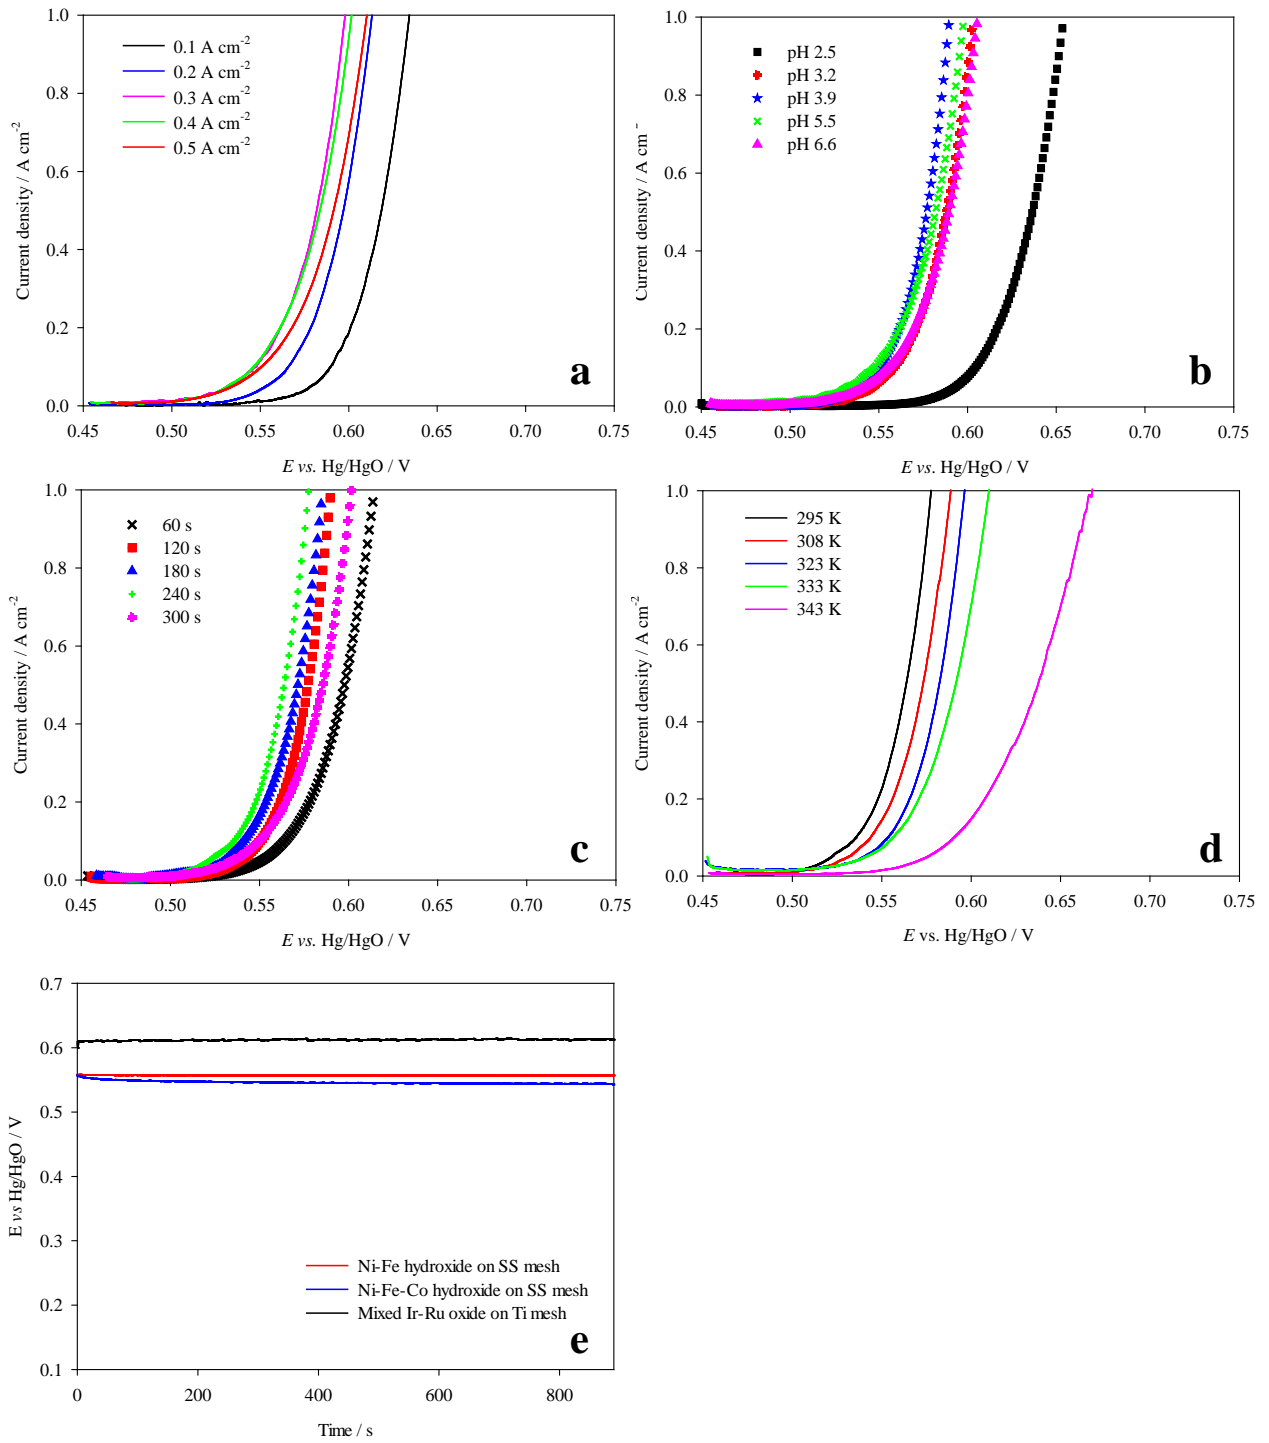 1.0
0.8
0.6
0.4
0.2
0.0
Current density / A cm⁻²
0.1 A cm⁻²
0.2 A cm⁻²
0.3 A cm⁻²
0.4 A cm⁻²
0.5 A cm⁻²
a
0.45 0.50 0.55 0.60 0.65 0.70 0.75
E vs. Hg/HgO / V
1.0
0.8
0.6
0.4
0.2
0.0
Current density / A cm⁻
pH 2.5
pH 3.2
pH 3.9
pH 5.5
pH 6.6
b
0.45 0.50 0.55 0.60 0.65 0.70 0.75
E vs. Hg/HgO / V
1.0
0.8
0.6
0.4
0.2
0.0
Current density / A cm⁻²
60 s
120 s
180 s
240 s
300 s
c
0.45 0.50 0.55 0.60 0.65 0.70 0.75
E vs. Hg/HgO / V
1.0
0.8
0.6
0.4
0.2
0.0
Current density / A cm⁻²
295 K
308 K
323 K
333 K
343 K
d
0.45 0.50 0.55 0.60 0.65 0.70 0.75
E vs. Hg/HgO / V
0.7
0.6
0.5
0.4
0.3
0.2
0.1
E vs Hg/HgO / V
Ni-Fe hydroxide on SS mesh
Ni-Fe-Co hydroxide on SS mesh
Mixed Ir-Ru oxide on Ti mesh
e
0 200 400 600 800
Time / s